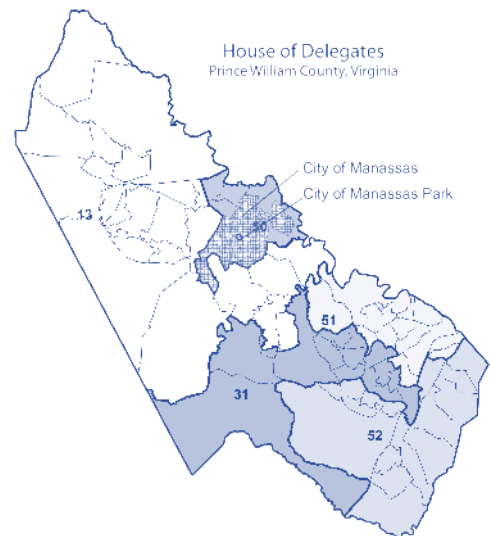 House of Delegates
Prince William County, Virginia
City of Manassas
City of Manassas Park
13
50
51
31
52